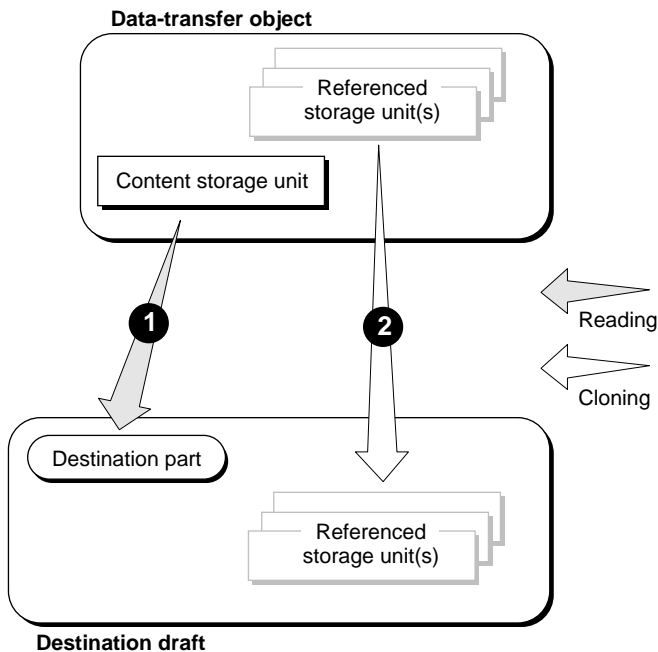 Data-transfer object
Referenced
storage unit(s)
Content storage unit
1
2
Reading
Cloning
Destination part
Referenced
storage unit(s)
Destination draft